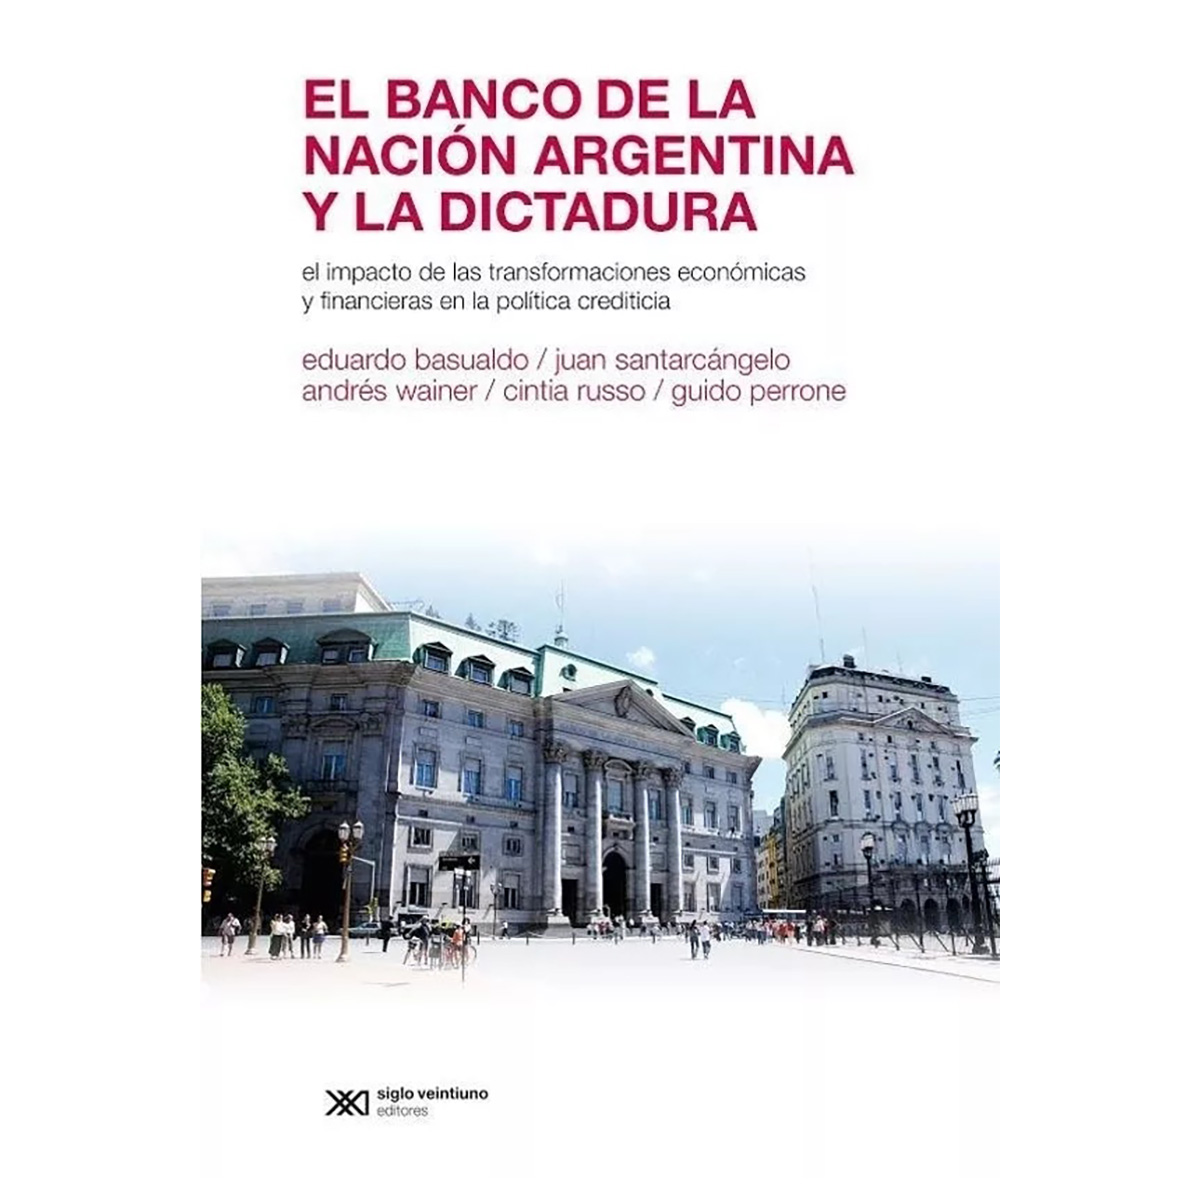 EL BANCO DE LA
NACIÓN ARGENTINA
Y LA DICTADURA
el impacto de las transformaciones económicas
y financieras en la política crediticia
eduardo basualdo / juan santarcángelo
andrés wainer / cintia russo / guido perrone
siglo veintiuno
editores